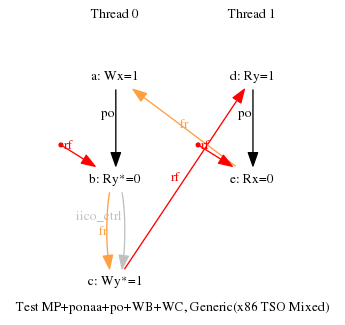 Thread 0 Thread 1
a: Wx=1 d: Ry=1
po po
fr
rf rf
b: Ry*=0 rf e: Rx=0
iico_ctrl
fr
c: Wy*=1
Test MP+ponaa+po+WB+WC, Generic(x86 TSO Mixed)